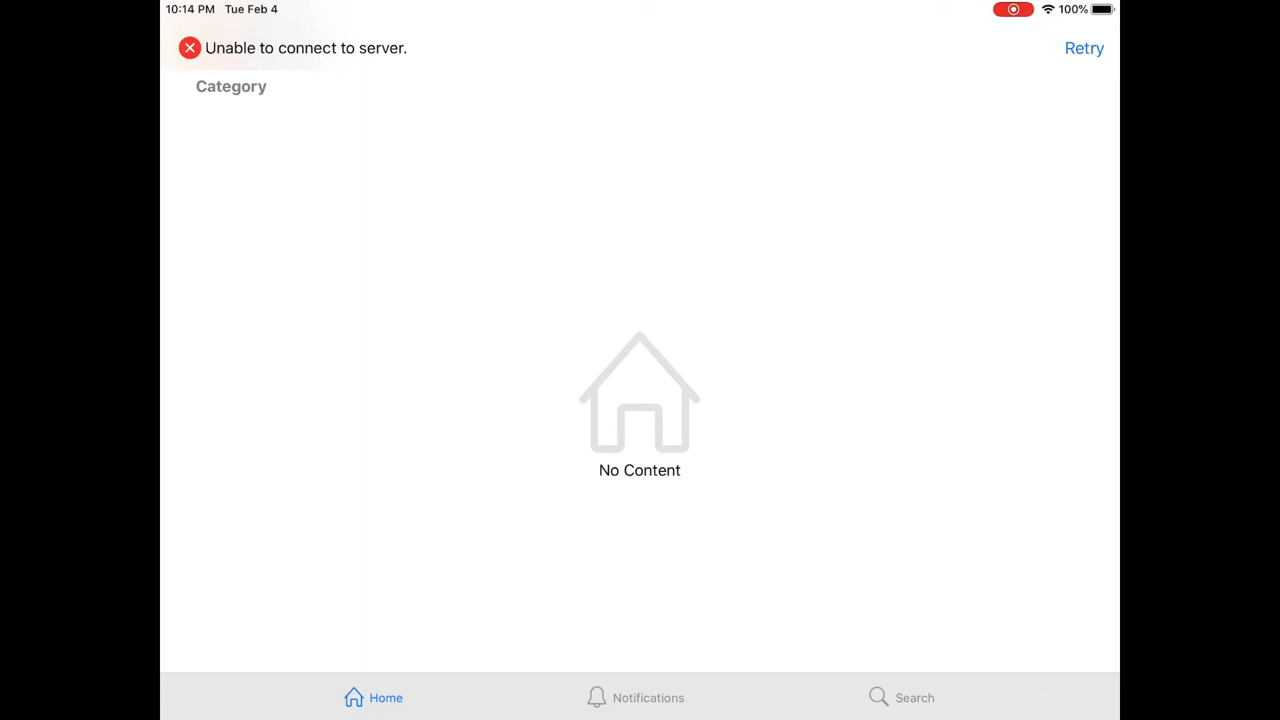 10:14 PM Tue Feb 4 100%
Unable to connect to server. Retry
Category
No Content
Home Notifications Search